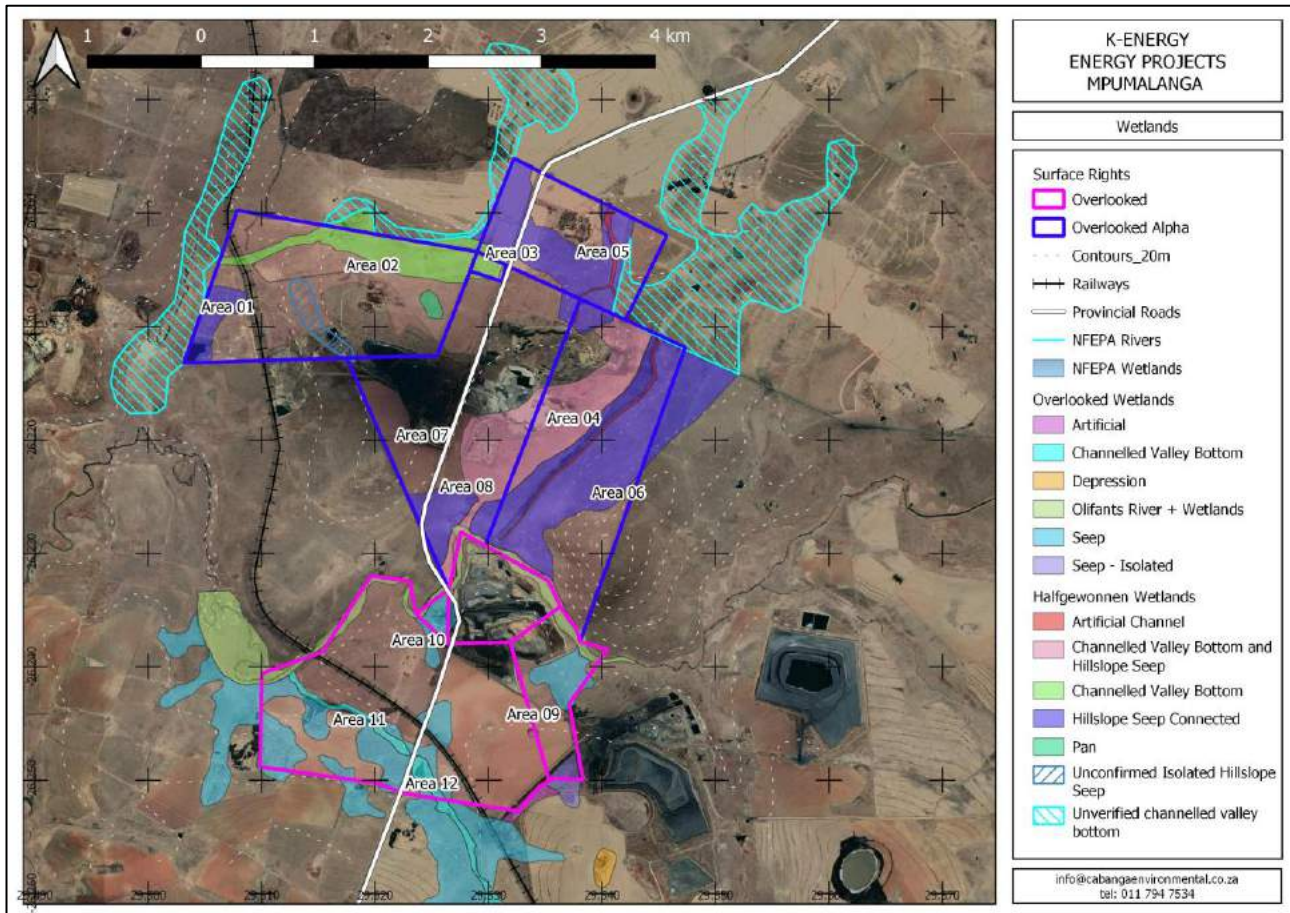 1 0 1 2 3 4 km
Area 03
Area 05
Area 02
Area 01
Area 04
Area 07
Area 08
Area 06
Area 10
Area 09
Area 11
Area 12
K-ENERGY
ENERGY PROJECTS
MPUMALANGA
Wetlands
Surface Rights
Overlooked
Overlooked Alpha
Contours_20m
Railways
Provincial Roads
NFEPA Rivers
NFEPA Wetlands
Overlooked Wetlands
Artificial
Channelled Valley Bottom
Depression
Olifants River + Wetlands
Seep
Seep - Isolated
Halfgewonnen Wetlands
Artificial Channel
Channelled Valley Bottom and
Hillslope Seep
Channelled Valley Bottom
Hillslope Seep Connected
Pan
Unconfirmed Isolated Hillslope
Seep
Unverified channelled valley
bottom
info@cabangaenvironmental.co.za
tel: 011 794 7534